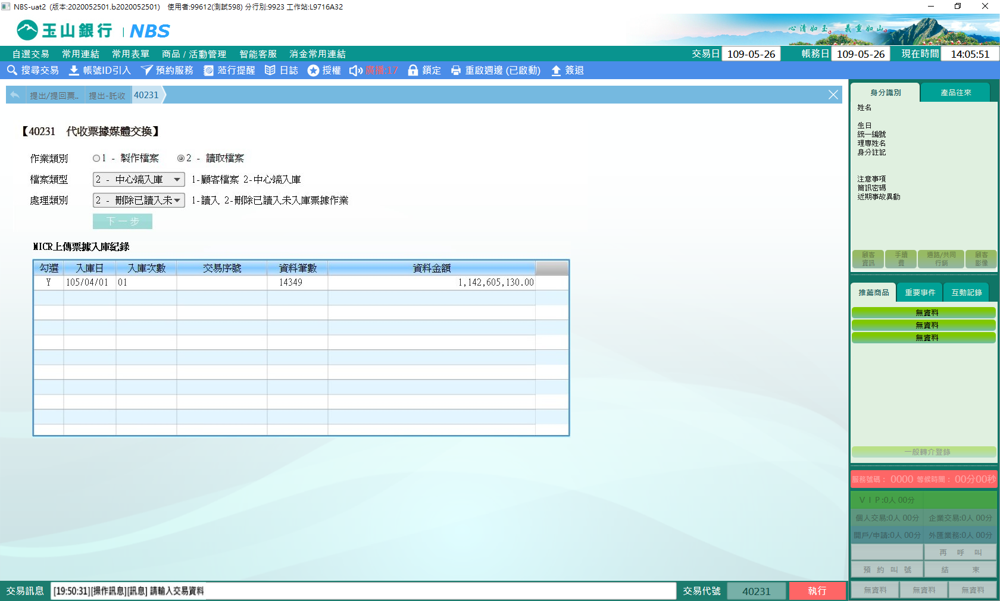 NBS-uat2 (版本:2020052501.b2020052501) 使用者:99612(測試598) 分行別:9923 工作站:L9716A32
玉山銀行 | NBS
心清如玉。 義重如山。
自選交易 常用連結 常用表單 商品 / 活動管理 智能客服 消金常用連結 交易日 109-05-26 帳務日 109-05-26 現在時間 14:05:51
搜尋交易 帳號ID引入 預約服務 蒞行提醒 日誌 授權 廣播:17 鎖定 重啟週邊 (已啟動) 簽退
提出/提回票.. 提出-託收 40231
【40231 代收票據媒體交換】
作業類別 1 - 製作檔案 2 - 讀取檔案
檔案類型 2 - 中心端入庫 1-顧客檔案 2-中心端入庫
處理類別 2 - 刪除已讀入未 1-讀入 2-刪除已讀入未入庫票據作業
下一步
MICR上傳票據入庫紀錄
勾選 入庫日 入庫次數 交易序號 資料筆數 資料金額
Y 105/04/01 01 14349 1,142,605,130.00
身分識別 產品往來
姓名
生日
統一編號
理專姓名
身分註記
注意事項
簡訊密碼
近期事故異動
顧客資訊 手續費 通路/共同行銷 顧客影像
推薦商品 重要事件 互動記錄
無資料
無資料
無資料
一般轉介登錄
服務號碼： 0000 等候時間： 00分00秒
V I P:0人 00分
個人交易:0人 00分 企業交易:0人 00分
開戶/申請:0人 00分 外匯業務:0人 00分
再 呼 叫
預 約 叫 號 結 束
無資料 無資料 無資料
交易訊息 [19:50:31][操作訊息][訊息] 請輸入交易資料 交易代號 40231 執行